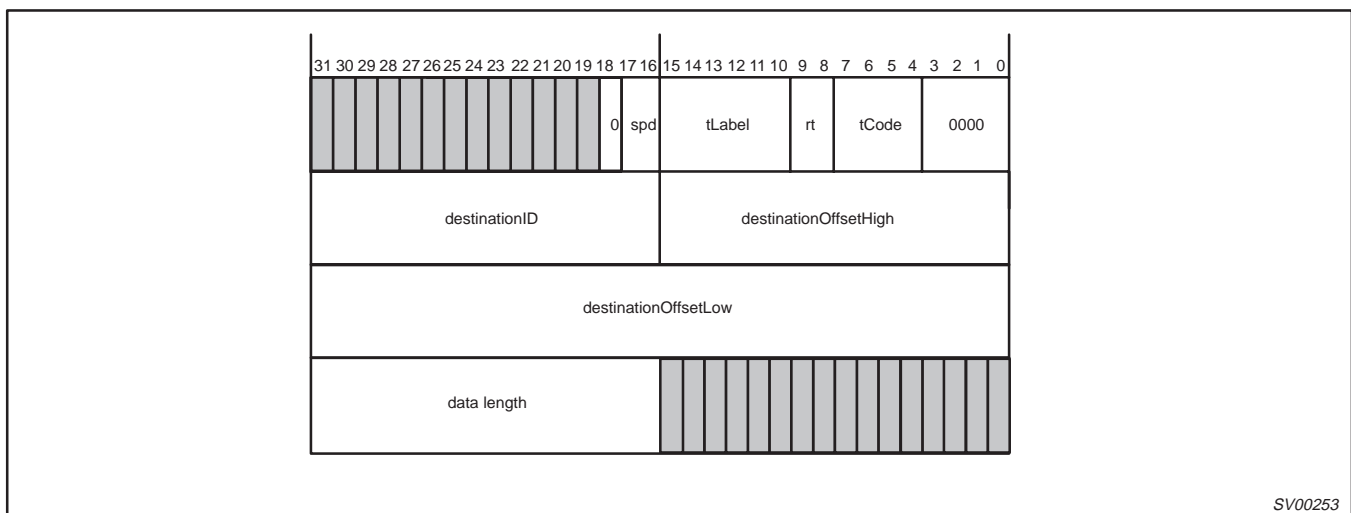 31 30 29 28 27 26 25 24 23 22 21 20 19 18 17 16 15 14 13 12 11 10 9 8 7 6 5 4 3 2 1 0
0 spd tLabel rt tCode 0000
destinationID destinationOffsetHigh
destinationOffsetLow
data length
SV00253